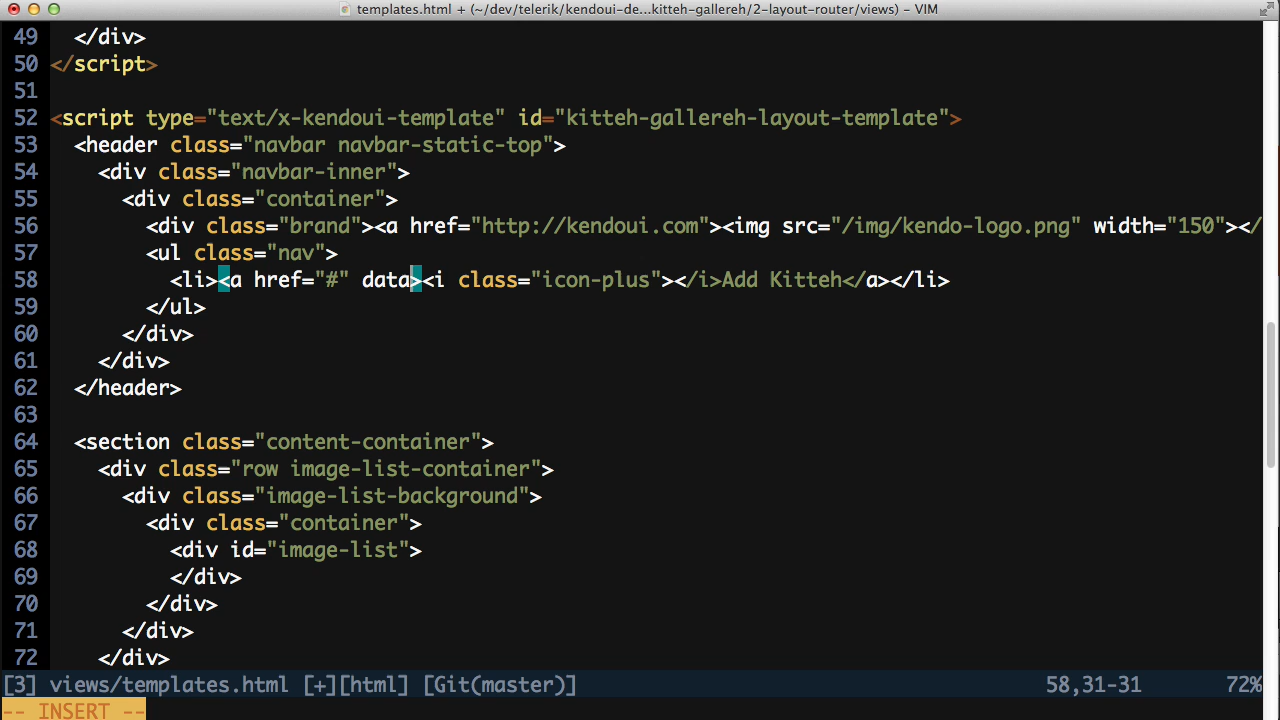 templates.html + (~/dev/telerik/kendoui-de...kitteh-gallereh/2-layout-router/views) - VIM
49 </div>
50 </script>
51
52 <script type="text/x-kendoui-template" id="kitteh-gallereh-layout-template">
53 <header class="navbar navbar-static-top">
54 <div class="navbar-inner">
55 <div class="container">
56 <div class="brand"><a href="http://kendoui.com"><img src="/img/kendo-logo.png" width="150"></
57 <ul class="nav">
58 <li><a href="#" data><i class="icon-plus"></i>Add Kitteh</a></li>
59 </ul>
60 </div>
61 </div>
62 </header>
63
64 <section class="content-container">
65 <div class="row image-list-container">
66 <div class="image-list-background">
67 <div class="container">
68 <div id="image-list">
69 </div>
70 </div>
71 </div>
72 </div>
[3] views/templates.html [+][html] [Git(master)] 58,31-31 72%
-- INSERT --